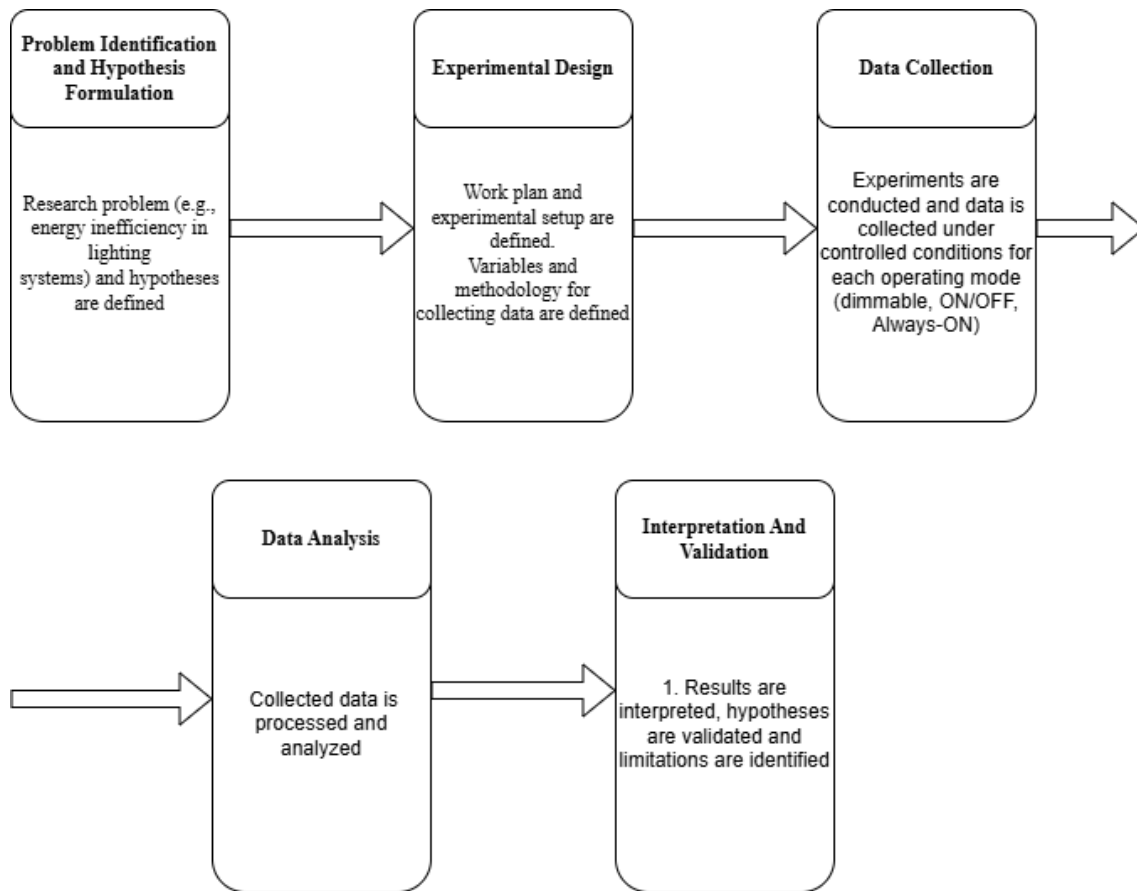 Problem Identification
and Hypothesis
Formulation
Research problem (e.g.,
energy inefficiency in
lighting
systems) and hypotheses
are defined
Experimental Design
Work plan and
experimental setup are
defined.
Variables and
methodology for
collecting data are defined
Data Collection
Experiments are
conducted and data is
collected under
controlled conditions for
each operating mode
(dimmable, ON/OFF,
Always-ON)
Data Analysis
Collected data is
processed and
analyzed
Interpretation And
Validation
1. Results are
interpreted, hypotheses
are validated and
limitations are identified